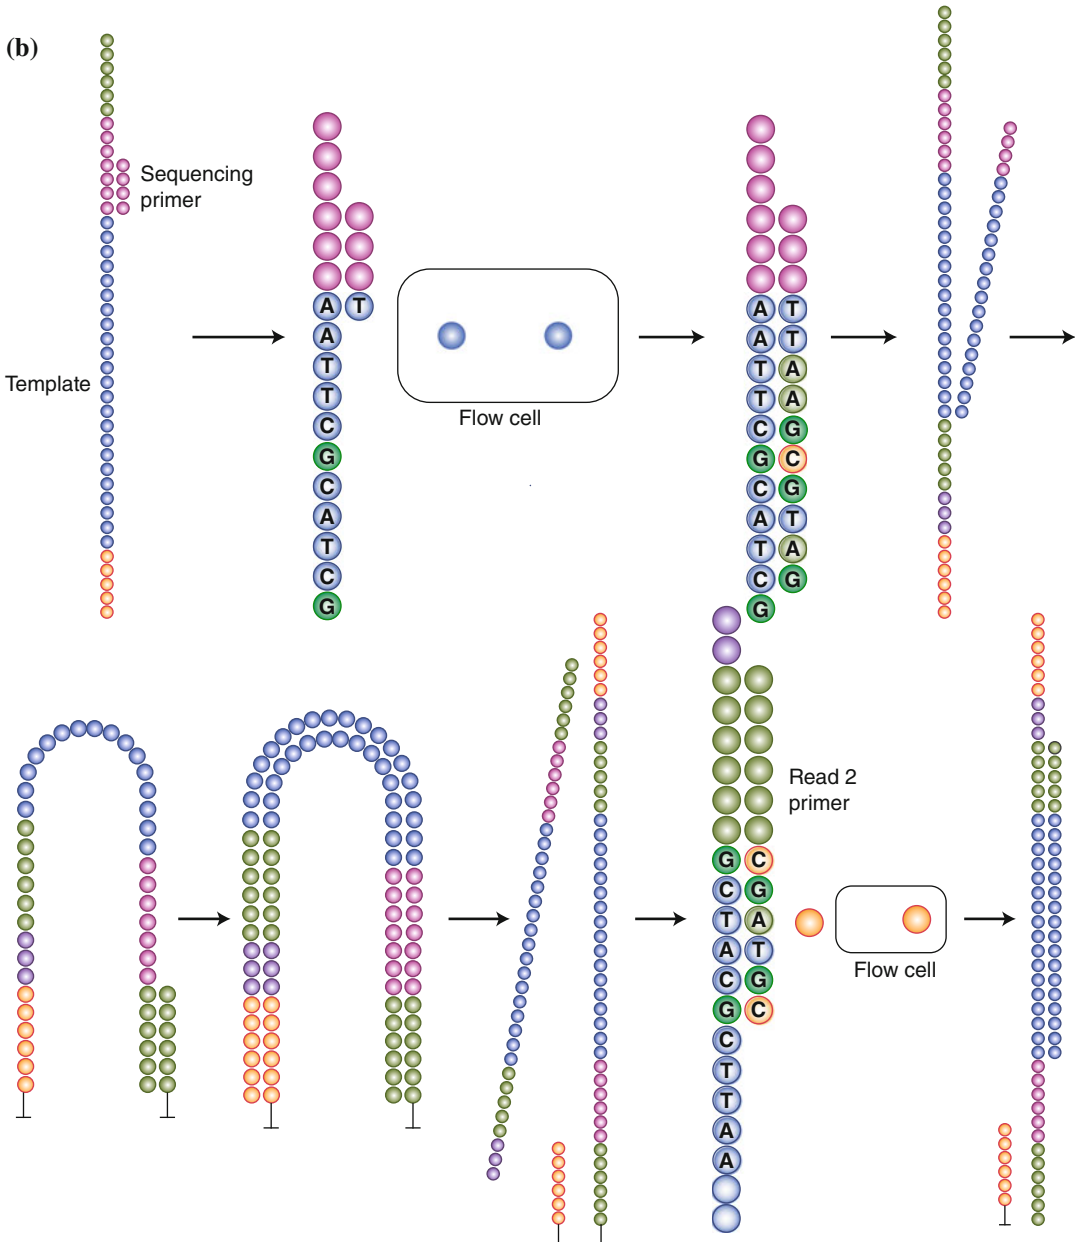 (b)
Sequencing
primer
Template
A T
A
T
T
C
G
C
A
T
C
G
Flow cell
A T
A T
T A
T A
C G
G C
C G
A T
T A
C G
G
Read 2
primer
G C
C G
T A
A T
C G
G C
C
T
T
A
A
Flow cell